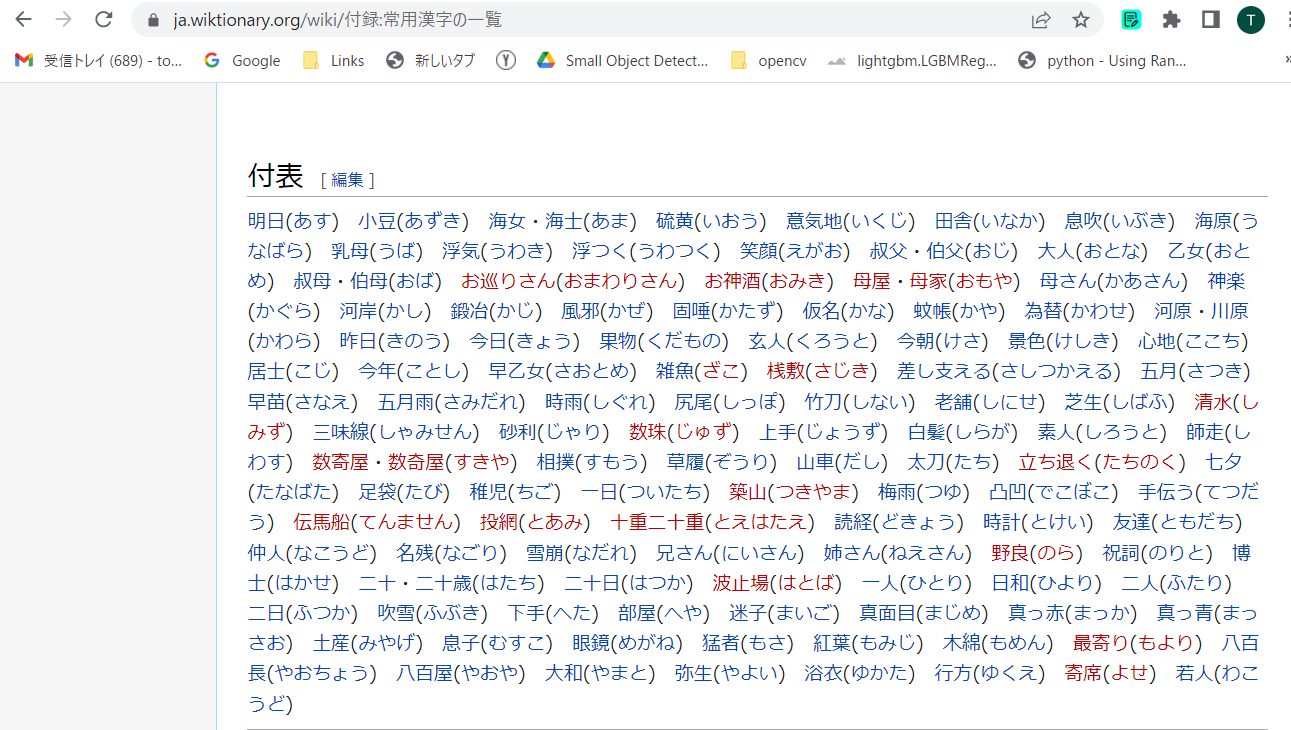 ja.wiktionary.org/wiki/付録:常用漢字の一覧
T
受信トレイ (689) - to... Google Links 新しいタブ Small Object Detect... opencv lightgbm.LGBMReg... python - Using Ran... »
付表 [ 編集 ]
明日(あす) 小豆(あずき) 海女・海士(あま) 硫黄(いおう) 意気地(いくじ) 田舎(いなか) 息吹(いぶき) 海原(う
なばら) 乳母(うば) 浮気(うわき) 浮つく(うわつく) 笑顔(えがお) 叔父・伯父(おじ) 大人(おとな) 乙女(おと
め) 叔母・伯母(おば) お巡りさん(おまわりさん) お神酒(おみき) 母屋・母家(おもや) 母さん(かあさん) 神楽
(かぐら) 河岸(かし) 鍛冶(かじ) 風邪(かぜ) 固唾(かたず) 仮名(かな) 蚊帳(かや) 為替(かわせ) 河原・川原
(かわら) 昨日(きのう) 今日(きょう) 果物(くだもの) 玄人(くろうと) 今朝(けさ) 景色(けしき) 心地(ここち)
居士(こじ) 今年(ことし) 早乙女(さおとめ) 雑魚(ざこ) 桟敷(さじき) 差し支える(さしつかえる) 五月(さつき)
早苗(さなえ) 五月雨(さみだれ) 時雨(しぐれ) 尻尾(しっぽ) 竹刀(しない) 老舗(しにせ) 芝生(しばふ) 清水(し
みず) 三味線(しゃみせん) 砂利(じゃり) 数珠(じゅず) 上手(じょうず) 白髪(しらが) 素人(しろうと) 師走(し
わす) 数寄屋・数奇屋(すきや) 相撲(すもう) 草履(ぞうり) 山車(だし) 太刀(たち) 立ち退く(たちのく) 七夕
(たなばた) 足袋(たび) 稚児(ちご) 一日(ついたち) 築山(つきやま) 梅雨(つゆ) 凸凹(でこぼこ) 手伝う(てつだ
う) 伝馬船(てんません) 投網(とあみ) 十重二十重(とえはたえ) 読経(どきょう) 時計(とけい) 友達(ともだち)
仲人(なこうど) 名残(なごり) 雪崩(なだれ) 兄さん(にいさん) 姉さん(ねえさん) 野良(のら) 祝詞(のりと) 博
士(はかせ) 二十・二十歳(はたち) 二十日(はつか) 波止場(はとば) 一人(ひとり) 日和(ひより) 二人(ふたり)
二日(ふつか) 吹雪(ふぶき) 下手(へた) 部屋(へや) 迷子(まいご) 真面目(まじめ) 真っ赤(まっか) 真っ青(まっ
さお) 土産(みやげ) 息子(むすこ) 眼鏡(めがね) 猛者(もさ) 紅葉(もみじ) 木綿(もめん) 最寄り(もより) 八百
長(やおちょう) 八百屋(やおや) 大和(やまと) 弥生(やよい) 浴衣(ゆかた) 行方(ゆくえ) 寄席(よせ) 若人(わこ
うど)